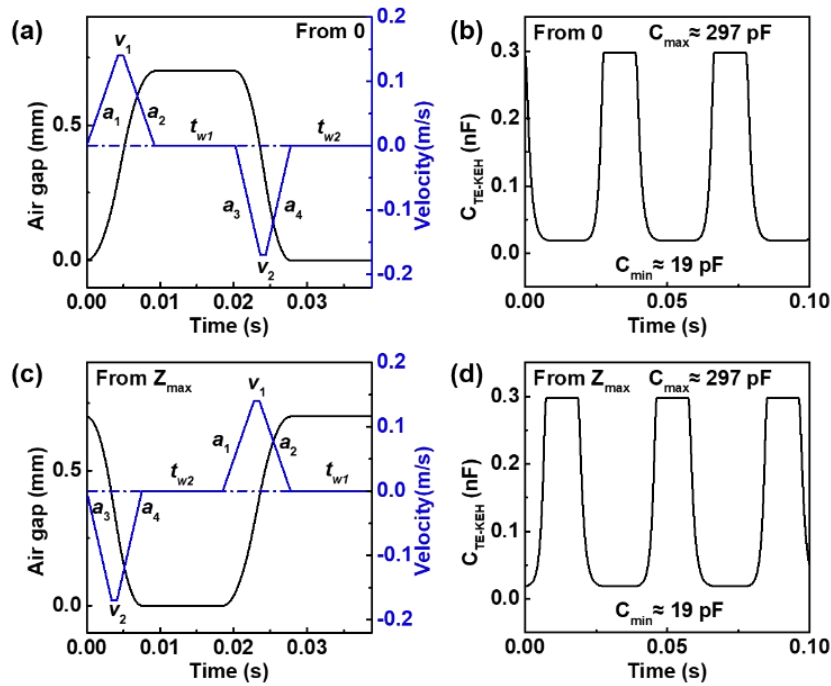 (a)
From 0
v1
a1
a2
tw1
tw2
a3
a4
v2
0.5
0.0
0.2
0.1
0.0
-0.1
-0.2
Air gap (mm)
Velocity(m/s)
0.00 0.01 0.02 0.03
Time (s)
(b)
From 0 Cmax≈ 297 pF
0.3
0.2
0.1
0.0
CTE-KEH (nF)
Cmin≈ 19 pF
0.00 0.05 0.10
Time (s)
(c)
From Zmax
v1
a1
a2
tw2
tw1
a3
a4
v2
0.5
0.0
0.2
0.1
0.0
-0.1
-0.2
Air gap (mm)
Velocity(m/s)
0.00 0.01 0.02 0.03
Time (s)
(d)
From Zmax Cmax≈ 297 pF
0.3
0.2
0.1
0.0
CTE-KEH (nF)
Cmin≈ 19 pF
0.00 0.05 0.10
Time (s)